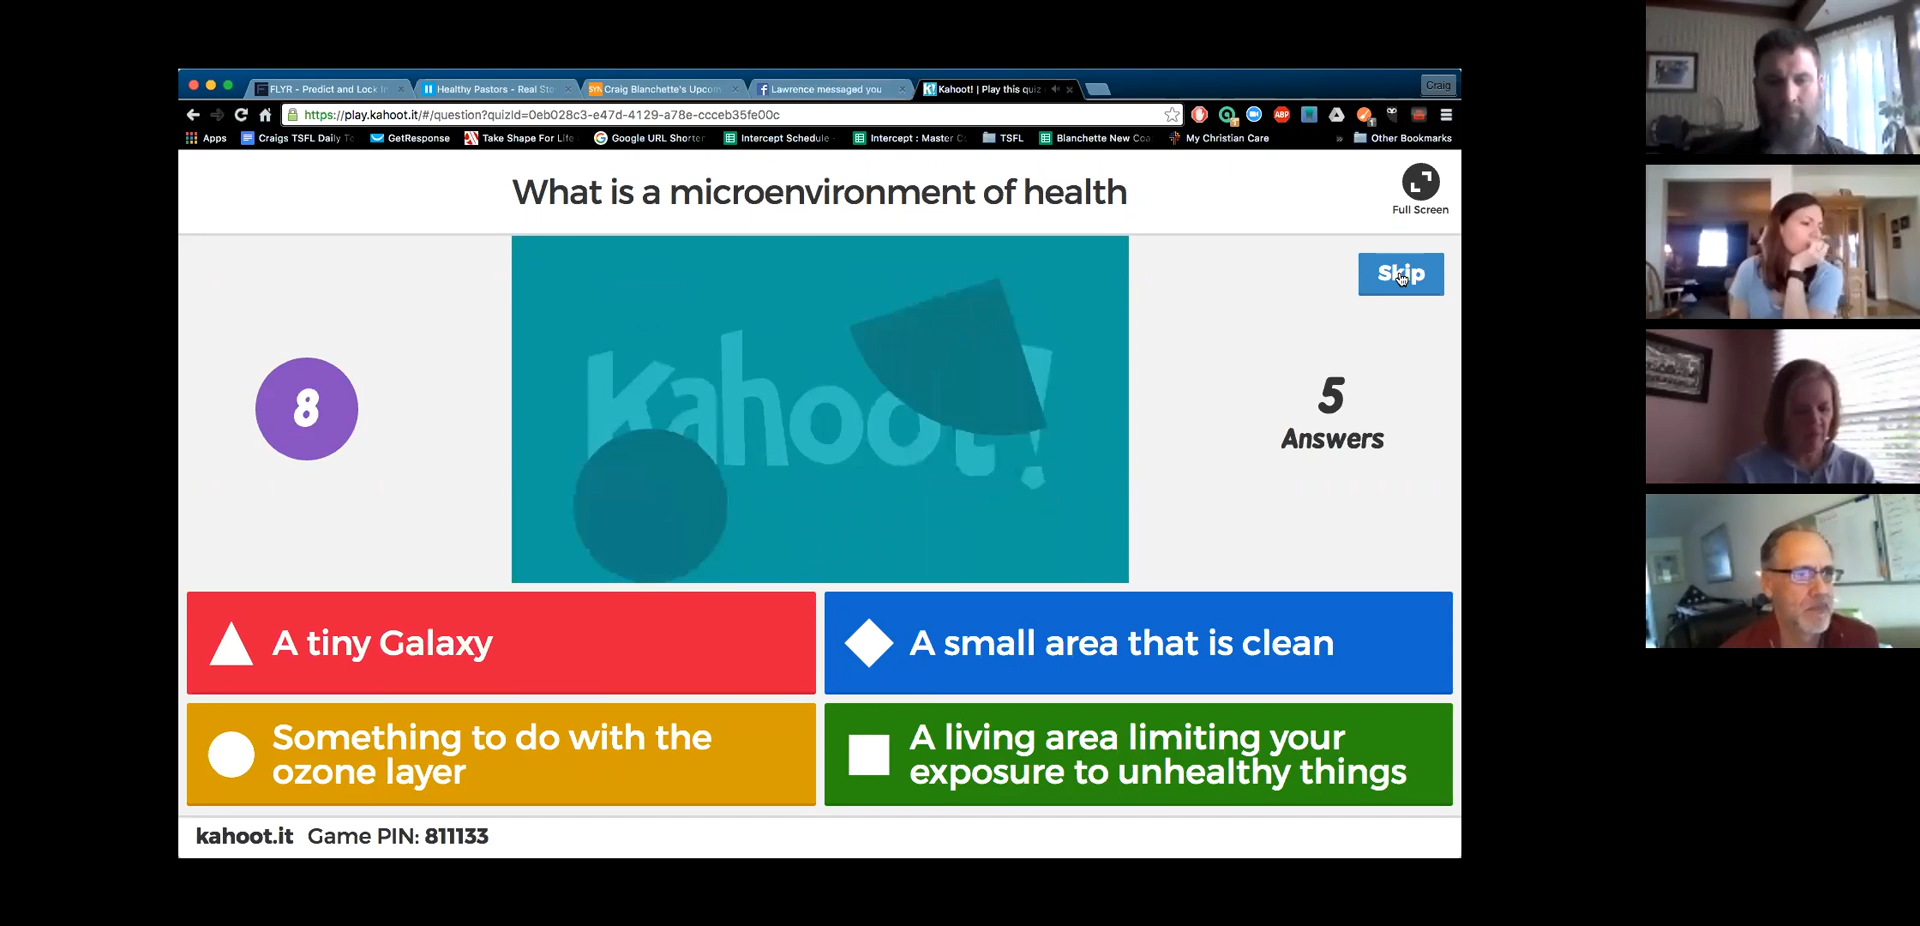 FLYR - Predict and Lock
Healthy Pastors - Real Sto
SYN Craig Blanchette's Upcom
Lawrence messaged you
Kahoot! | Play this quiz
Craig
https://play.kahoot.it/#/question?quizId=0eb028c3-e47d-4129-a78e-ccceb35fe00c
ABP
Apps
Craigs TSFL Daily T
GetResponse
Take Shape For Life
Google URL Shorter
Intercept Schedule
Intercept : Master C
TSFL
Blanchette New Coa
My Christian Care
»
Other Bookmarks
What is a microenvironment of health
Full Screen
Skip
Kahoot!
8
5
Answers
A tiny Galaxy
A small area that is clean
Something to do with the
ozone layer
A living area limiting your
exposure to unhealthy things
kahoot.it Game PIN: 811133